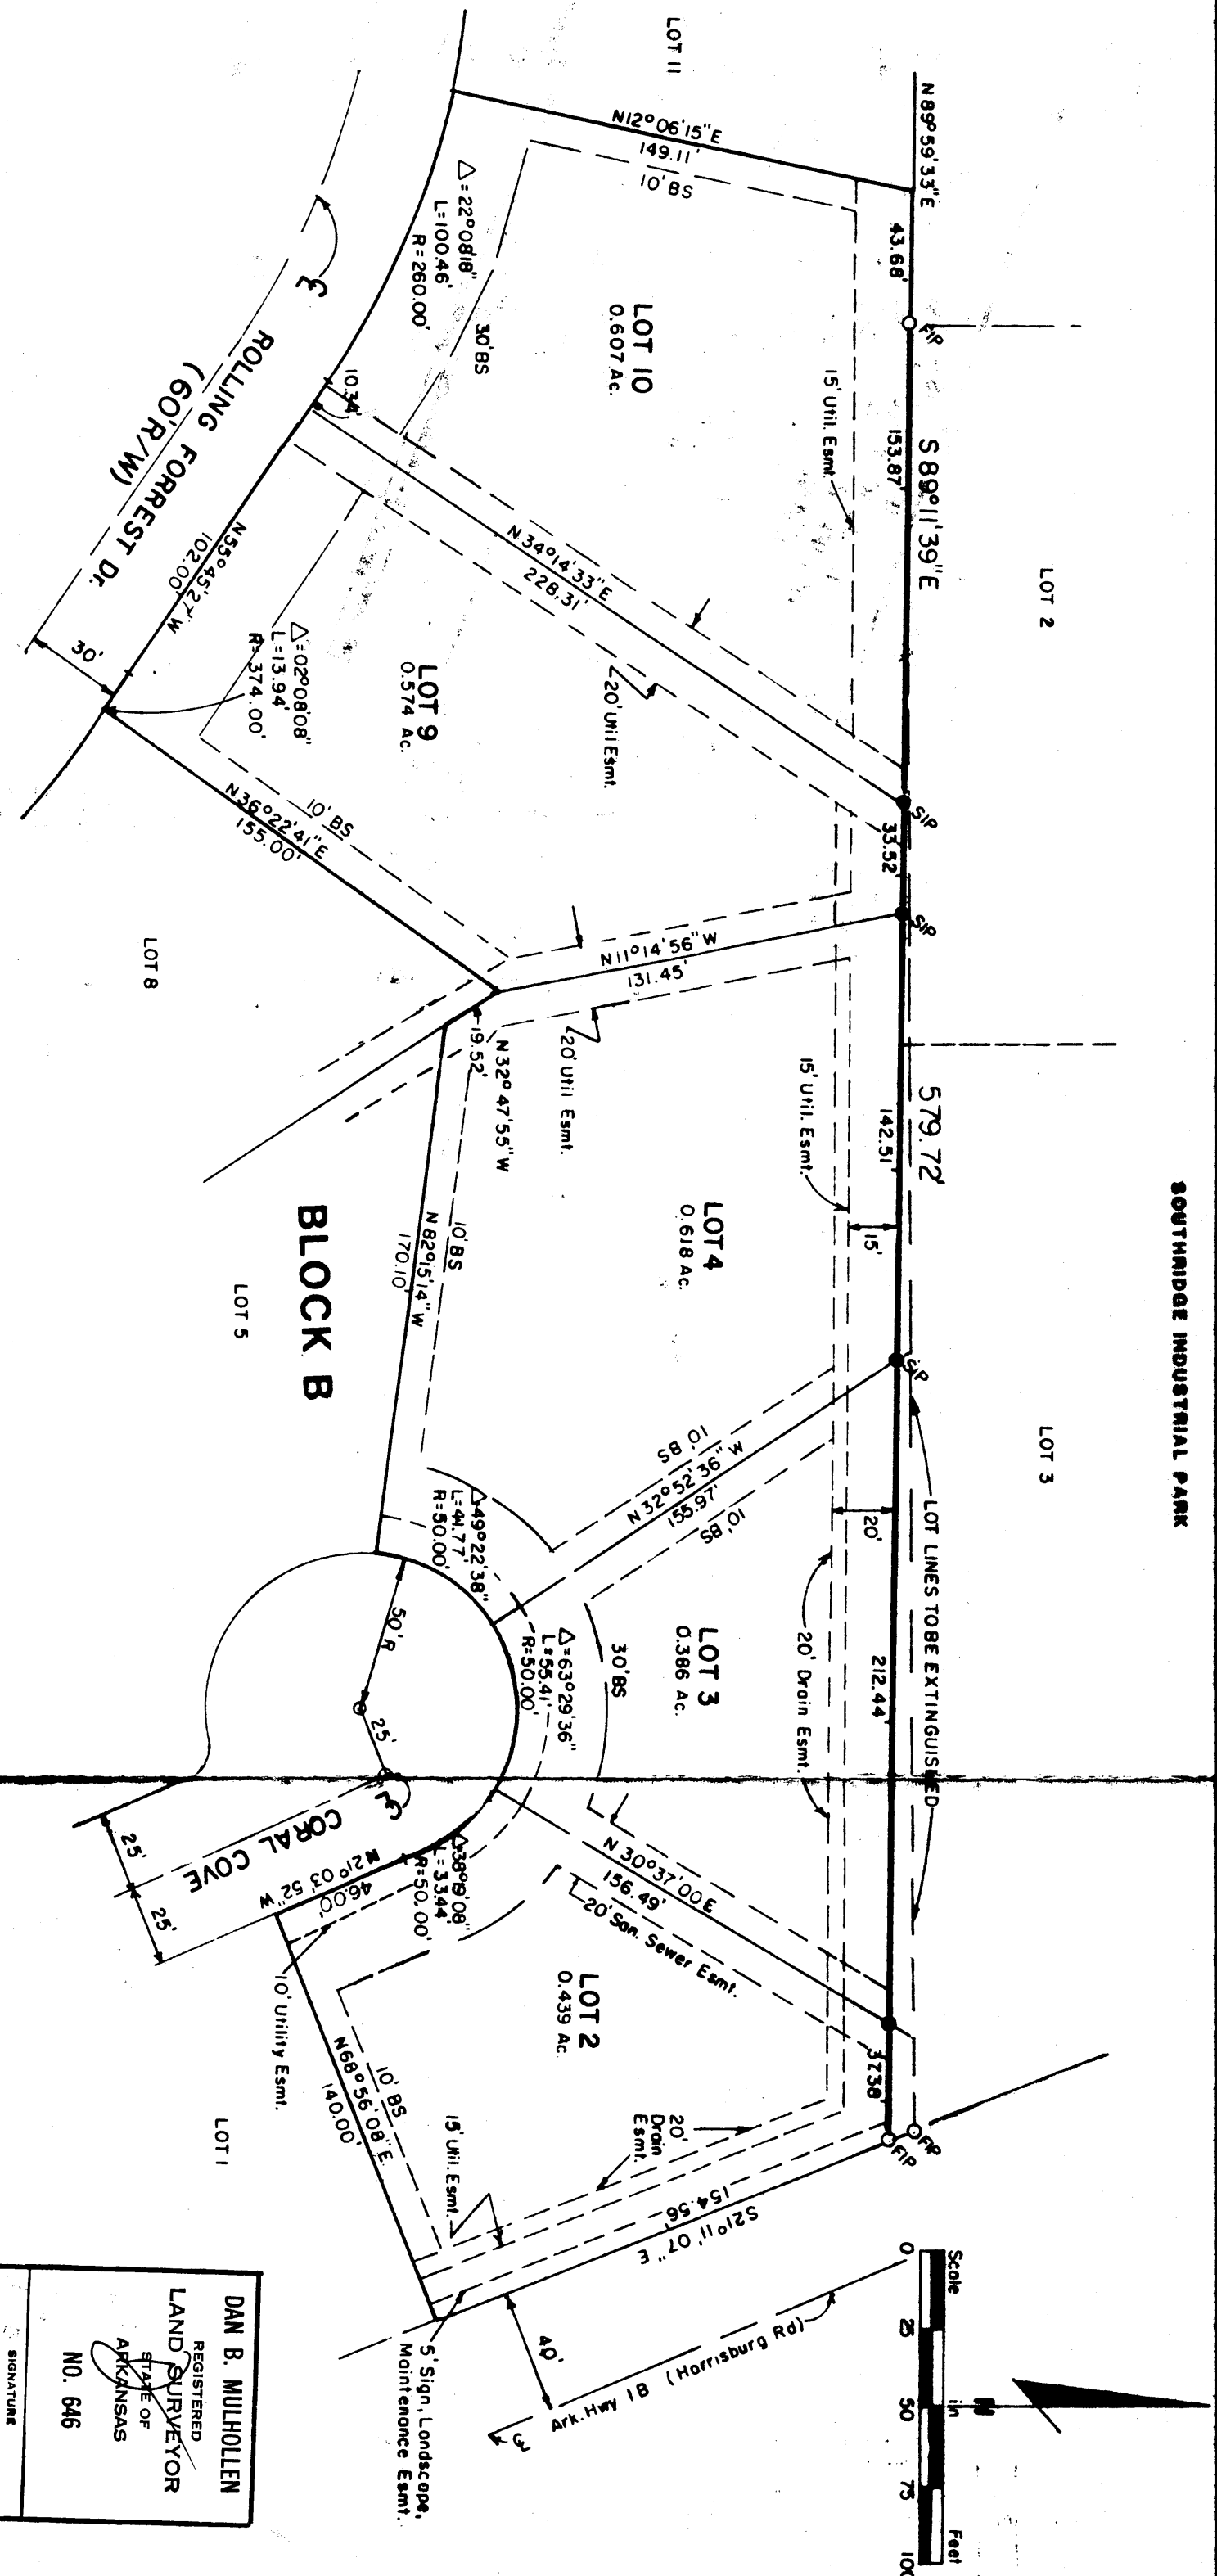 SOUTHRIDGE INDUSTRIAL PARK
LOT 2
LOT 3
LOT 11
N89°59'33"E
43.68'
FIP
S 89°11'39"E
153.87'
SIP
33.52'
SIP
579.72'
142.51'
SIP
LOT LINES TO BE EXTINGUISHED
212.44'
37.38'
FIP
FIP
N12°06'15"E
149.11'
10' BS
15' Util. Esmt.
LOT 10
0.607 Ac.
30' BS
Δ=22°08'18"
L=100.46'
R=260.00'
10.34'
N 34°14'33"E
228.31'
20' Util Esmt.
LOT 9
0.574 Ac.
Δ=02°08'08"
L=13.94'
R=374.00'
N55°45'27"W
102.00'
30'
ROLLING FORREST Dr.
(60'R/W)
10' BS
N36°22'41"E
155.00'
LOT 8
N11°14'56"W
131.45'
20' Util Esmt.
N32°47'55"W
19.52'
15' Util. Esmt.
15'
LOT 4
0.618 Ac.
10' BS
N 82°15'14"W
170.10'
BLOCK B
LOT 5
10' BS
N 32°52'36"W
155.97'
10' BS
20'
20' Drain Esmt.
Δ=49°22'38"
L=41.77'
R=50.00'
LOT 3
0.386 Ac.
30' BS
Δ=63°29'36"
L=55.41'
R=50.00'
50' R
25'
CORAL COVE
25'
25'
N21°03'52"W
46.00'
Δ=38°19'08"
L=33.44'
R=50.00'
N 30°37'00E
156.49'
20' San. Sewer Esmt.
LOT 2
0.439 Ac.
10' Utility Esmt.
10' BS
N68°56'08"E
140.00'
LOT 1
15' Util. Esmt.
20'
Drain
Esmt.
154.56'
S21°11'07"E
5' Sign, Landscape,
Maintenance Esmt.
40'
Ark. Hwy 1B (Harrisburg Rd)
N
Scale in Feet
0 25 50 75 100
DAN B. MULHOLLEN
REGISTERED
LAND SURVEYOR
STATE OF
ARKANSAS
NO. 646
SIGNATURE